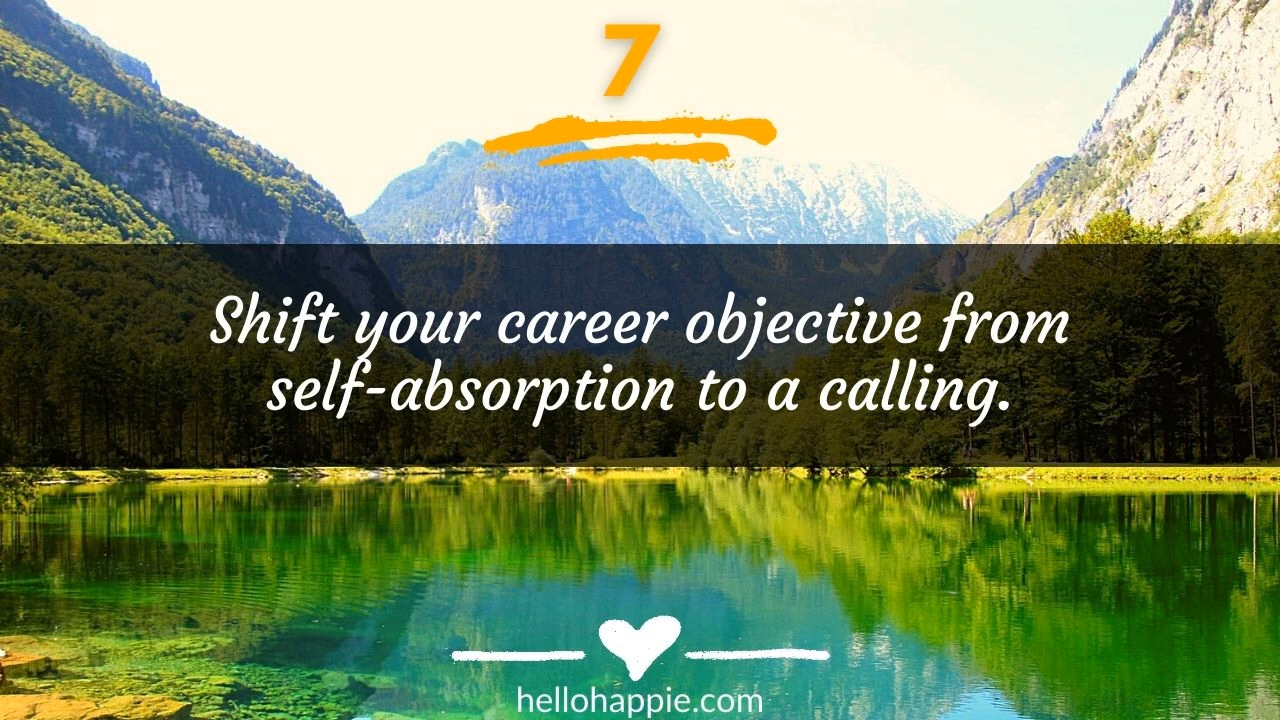 7
Shift your career objective from
self-absorption to a calling.
hellohappie.com